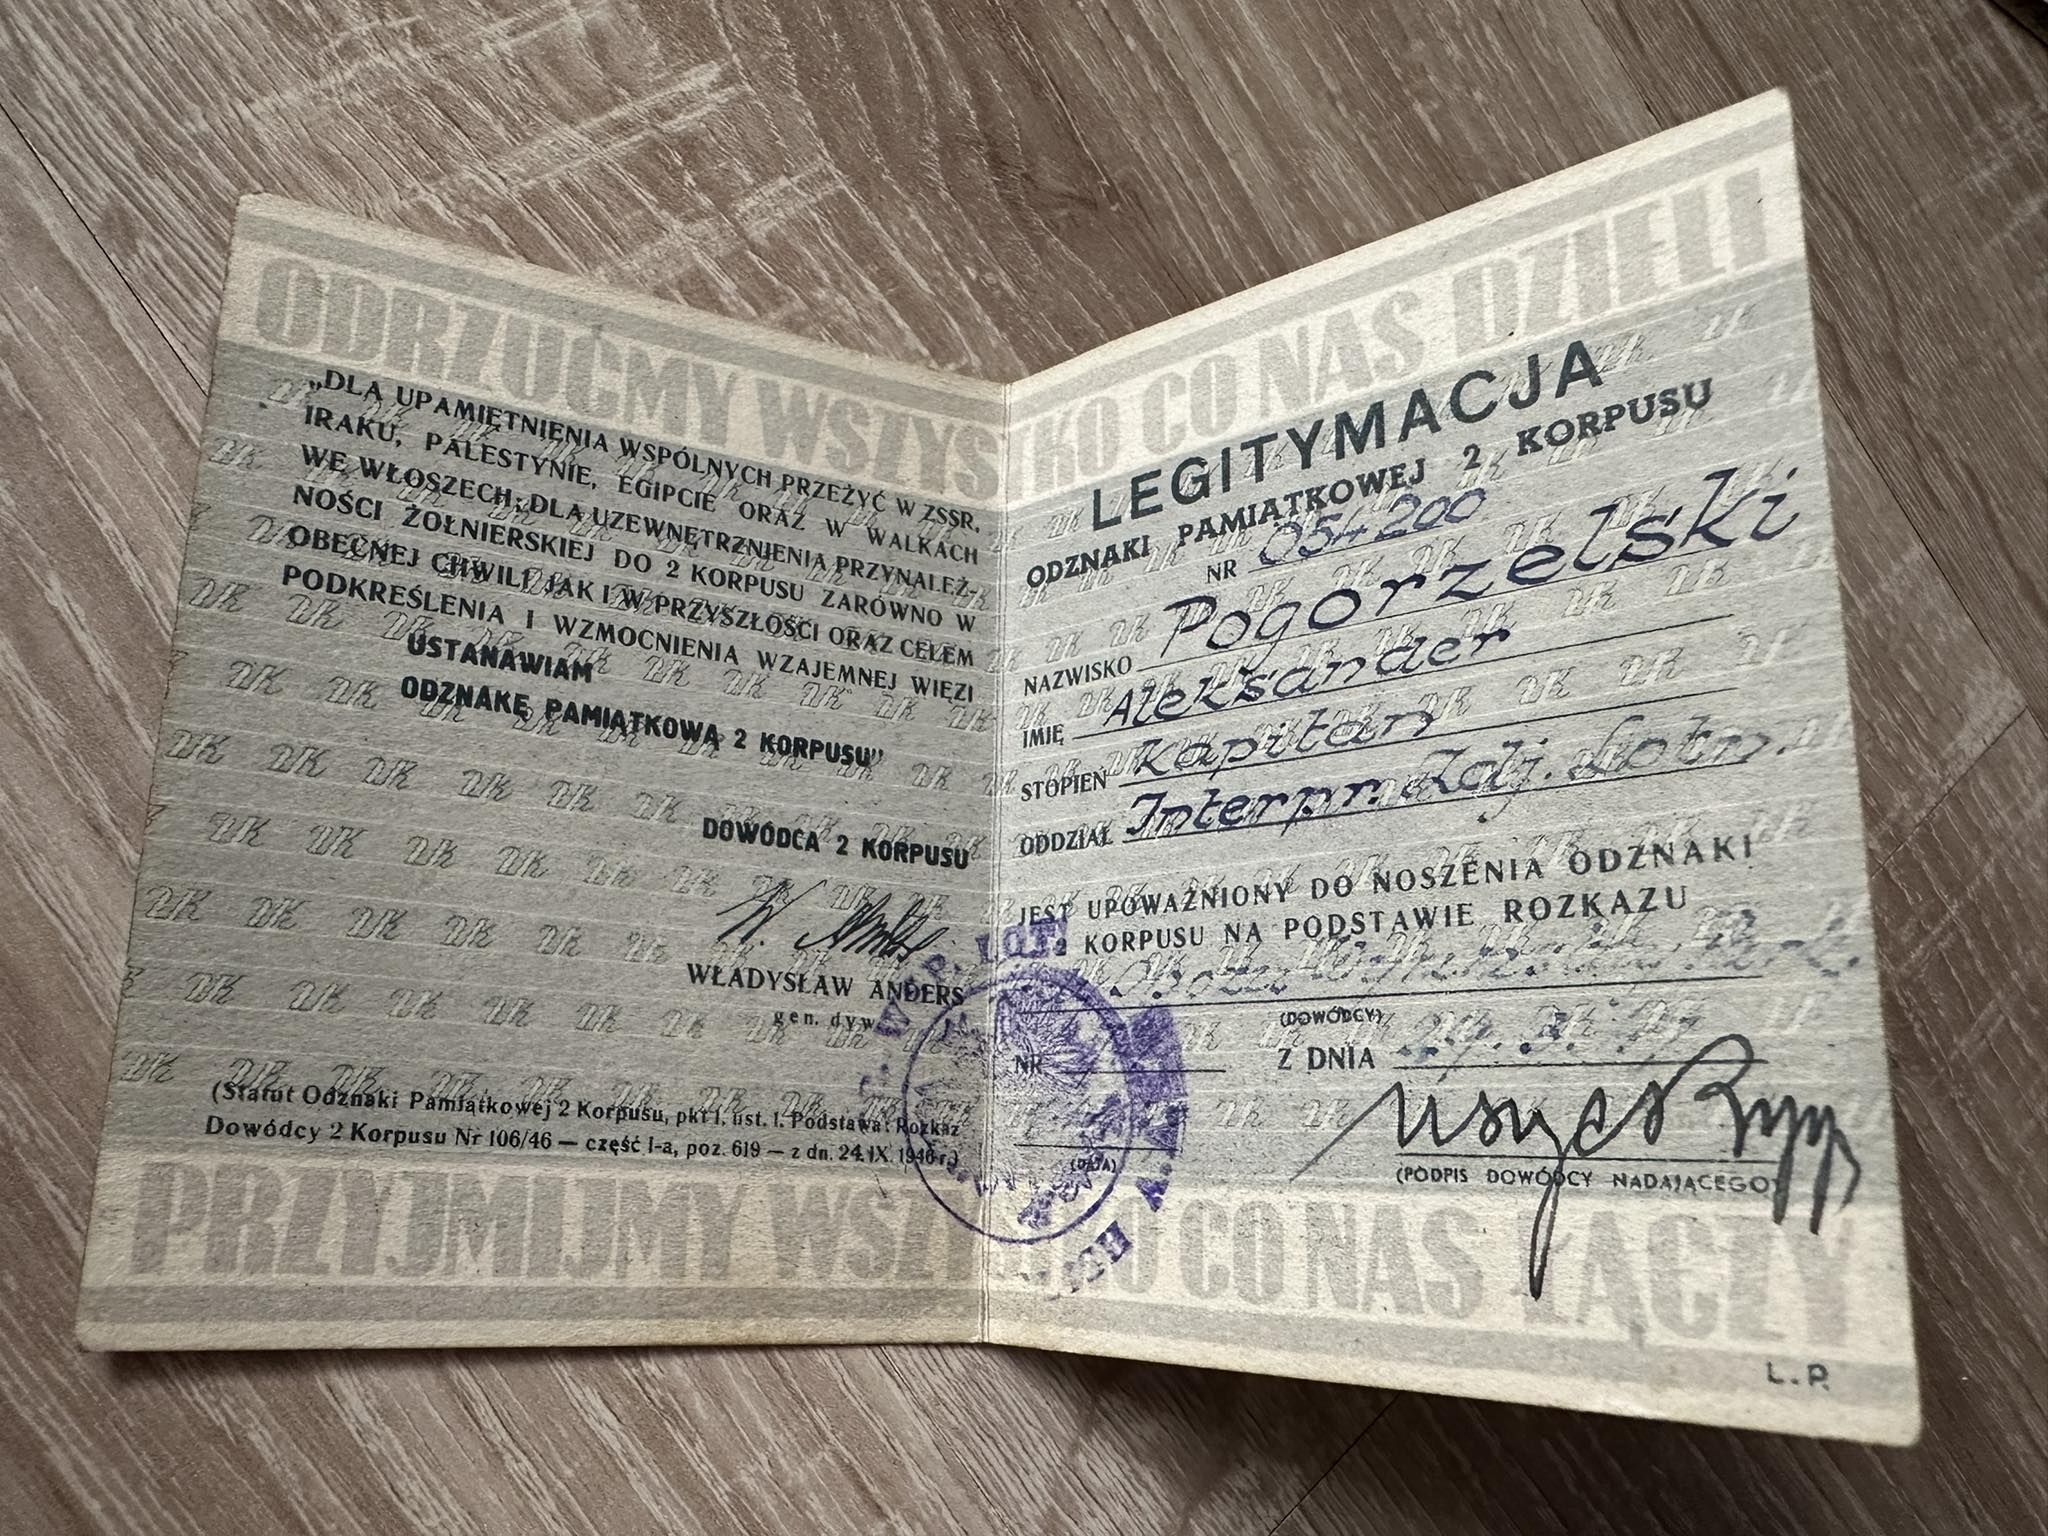 ODRZUĆMY WSZYSTKO CO NAS DZIELI
„DLA UPAMIĘTNIENIA WSPÓLNYCH PRZEŻYĆ W ZSSR,
IRAKU, PALESTYNIE, EGIPCIE ORAZ W WALKACH
WE WŁOSZECH, DLA UZEWNĘTRZNIENIA PRZYNALEŻ-
NOŚCI ŻOŁNIERSKIEJ DO 2 KORPUSU ZARÓWNO W
OBECNEJ CHWILI JAK I W PRZYSZŁOŚCI ORAZ CELEM
PODKREŚLENIA I WZMOCNIENIA WZAJEMNEJ WIĘZI
USTANAWIAM
ODZNAKĘ PAMIĄTKOWĄ 2 KORPUSU”
DOWÓDCA 2 KORPUSU
WŁADYSŁAW ANDERS
gen. dyw.
(Statut Odznaki Pamiątkowej 2 Korpusu, pkt I, ust. 1. Podstawa: Rozkaz
Dowódcy 2 Korpusu Nr 106/46 — część I-a, poz. 619 — z dn. 24.IX. 1946 r.)
LEGITYMACJA
ODZNAKI PAMIĄTKOWEJ 2 KORPUSU
NR 054200
NAZWISKO Pogorzelski
IMIĘ Aleksander
STOPIEŃ Kapitan
ODDZIAŁ Interpr. Zdj. Lotn.
JEST UPOWAŻNIONY DO NOSZENIA ODZNAKI
KORPUSU NA PODSTAWIE ROZKAZU
(DOWÓDCY)
NR Z DNIA
(DATA)
(PODPIS DOWÓDCY NADAJĄCEGO)
PRZYJMIJMY WSZYSTKO CO NAS ŁĄCZY
L.P.